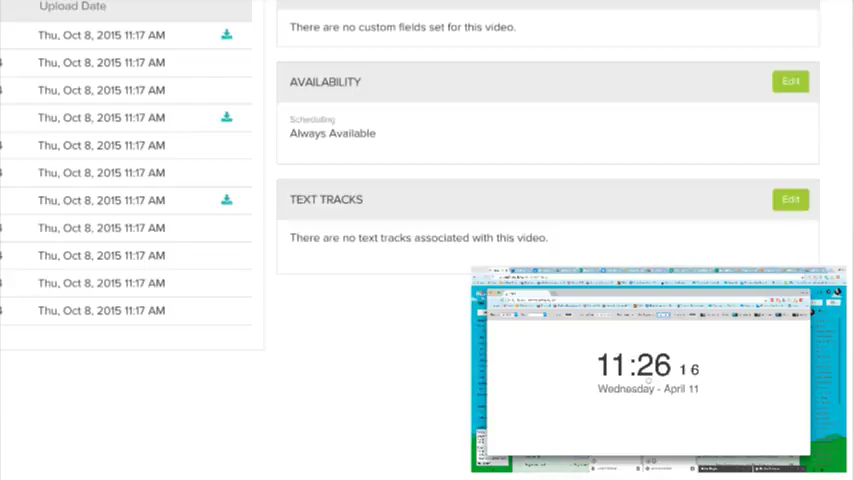 Upload Date
Thu, Oct 8, 2015 11:17 AM
Thu, Oct 8, 2015 11:17 AM
Thu, Oct 8, 2015 11:17 AM
Thu, Oct 8, 2015 11:17 AM
Thu, Oct 8, 2015 11:17 AM
Thu, Oct 8, 2015 11:17 AM
Thu, Oct 8, 2015 11:17 AM
Thu, Oct 8, 2015 11:17 AM
Thu, Oct 8, 2015 11:17 AM
Thu, Oct 8, 2015 11:17 AM
Thu, Oct 8, 2015 11:17 AM
There are no custom fields set for this video.
AVAILABILITY Edit
Scheduling
Always Available
TEXT TRACKS Edit
There are no text tracks associated with this video.
11:26 16
Wednesday - April 11